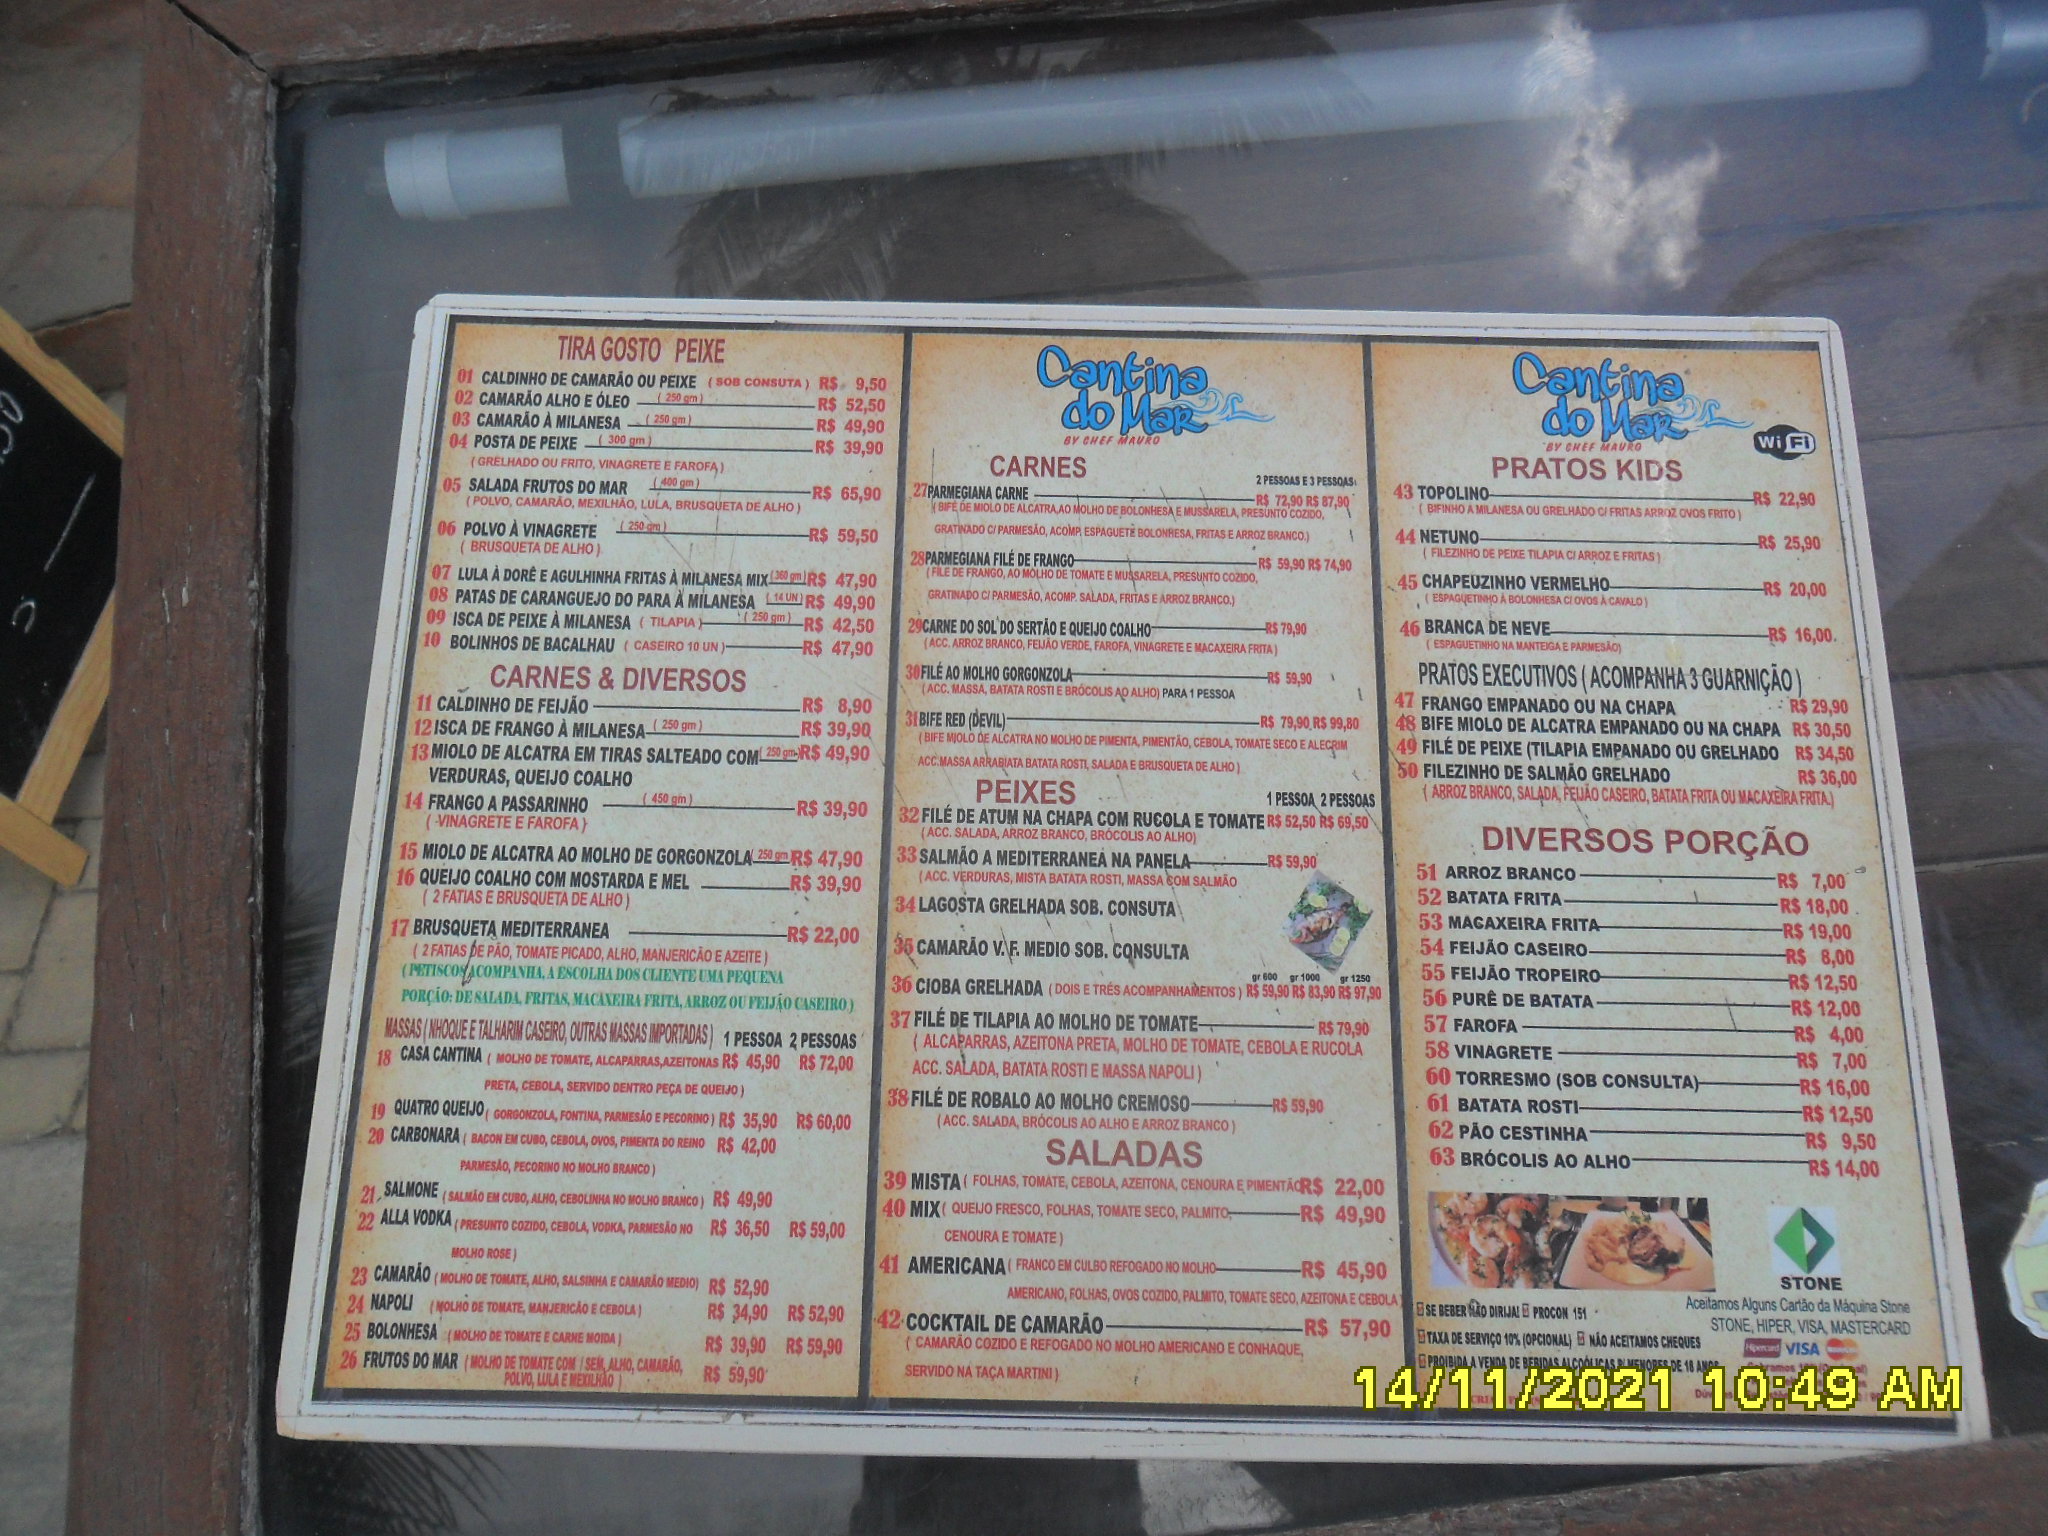 TIRA GOSTO PEIXE
01 CALDINHO DE CAMARÃO OU PEIXE ( SOB CONSUTA ) R$ 9,50
02 CAMARÃO ALHO E ÓLEO ( 250 gm ) R$ 52,50
03 CAMARÃO À MILANESA ( 250 gm ) R$ 49,90
04 POSTA DE PEIXE ( 300 gm ) R$ 39,90
( GRELHADO OU FRITO, VINAGRETE E FAROFA )
05 SALADA FRUTOS DO MAR ( 400 gm ) R$ 65,90
( POLVO, CAMARÃO, MEXILHÃO, LULA, BRUSQUETA DE ALHO )
06 POLVO À VINAGRETE ( 250 gm ) R$ 59,50
( BRUSQUETA DE ALHO )
07 LULA À DORÊ E AGULHINHA FRITAS À MILANESA MIX ( 360 gm ) R$ 47,90
08 PATAS DE CARANGUEJO DO PARA À MILANESA ( 14 UN ) R$ 49,90
09 ISCA DE PEIXE À MILANESA ( TILAPIA ) ( 250 gm ) R$ 42,50
10 BOLINHOS DE BACALHAU ( CASEIRO 10 UN ) R$ 47,90
CARNES & DIVERSOS
11 CALDINHO DE FEIJÃO R$ 8,90
12 ISCA DE FRANGO À MILANESA ( 250 gm ) R$ 39,90
13 MIOLO DE ALCATRA EM TIRAS SALTEADO COM ( 250 gm ) R$ 49,90
VERDURAS, QUEIJO COALHO
14 FRANGO A PASSARINHO ( 450 gm ) R$ 39,90
( VINAGRETE E FAROFA )
15 MIOLO DE ALCATRA AO MOLHO DE GORGONZOLA ( 250 gm R$ 47,90
16 QUEIJO COALHO COM MOSTARDA E MEL R$ 39,90
( 2 FATIAS E BRUSQUETA DE ALHO )
17 BRUSQUETA MEDITERRANEA R$ 22,00
( 2 FATIAS DE PÃO, TOMATE PICADO, ALHO, MANJERICÃO E AZEITE )
( PETISCOS ACOMPANHA, A ESCOLHA DOS CLIENTE UMA PEQUENA
PORÇÃO: DE SALADA, FRITAS, MACAXEIRA FRITA, ARROZ OU FEIJÃO CASEIRO )
MASSAS ( NHOQUE E TALHARIM CASEIRO, OUTRAS MASSAS IMPORTADAS ) 1 PESSOA 2 PESSOAS
18 CASA CANTINA ( MOLHO DE TOMATE, ALCAPARRAS,AZEITONAS R$ 45,90 R$ 72,00
PRETA, CEBOLA, SERVIDO DENTRO PEÇA DE QUEIJO )
19 QUATRO QUEIJO ( GORGONZOLA, FONTINA, PARMESÃO E PECORINO ) R$ 35,90 R$ 60,00
20 CARBONARA ( BACON EM CUBO, CEBOLA, OVOS, PIMENTA DO REINO R$ 42,00
PARMESÃO, PECORINO NO MOLHO BRANCO )
21 SALMONE ( SALMÃO EM CUBO, ALHO, CEBOLINHA NO MOLHO BRANCO ) R$ 49,90
22 ALLA VODKA ( PRESUNTO COZIDO, CEBOLA, VODKA, PARMESÃO NO R$ 36,50 R$ 59,00
MOLHO ROSE )
23 CAMARÃO ( MOLHO DE TOMATE, ALHO, SALSINHA E CAMARÃO MEDIO ) R$ 52,90
24 NAPOLI ( MOLHO DE TOMATE, MANJERICÃO E CEBOLA ) R$ 34,90 R$ 52,90
25 BOLONHESA ( MOLHO DE TOMATE E CARNE MOIDA ) R$ 39,90 R$ 59,90
26 FRUTOS DO MAR ( MOLHO DE TOMATE COM / SEM, ALHO, CAMARÃO, R$ 59,90
POLVO, LULA E MEXILHÃO )
Cantina do Mar
BY CHEF MAURO
CARNES
2 PESSOAS E 3 PESSOAS
27 PARMEGIANA CARNE R$ 72,90 R$ 87,90
( BIFE DE MIOLO DE ALCATRA,AO MOLHO DE BOLONHESA E MUSSARELA, PRESUNTO COZIDO,
GRATINADO C/ PARMESÃO, ACOMP. ESPAGUETE BOLONHESA, FRITAS E ARROZ BRANCO.)
28 PARMEGIANA FILÉ DE FRANGO R$ 59,90 R$ 74,90
( FILÉ DE FRANGO, AO MOLHO DE TOMATE E MUSSARELA, PRESUNTO COZIDO,
GRATINADO C/ PARMESÃO, ACOMP. SALADA, FRITAS E ARROZ BRANCO.)
29 CARNE DO SOL DO SERTÃO E QUEIJO COALHO R$ 79,90
( ACC. ARROZ BRANCO, FEIJÃO VERDE, FAROFA, VINAGRETE E MACAXEIRA FRITA )
30 FILÉ AO MOLHO GORGONZOLA R$ 59,90
( ACC. MASSA, BATATA ROSTI E BRÓCOLIS AO ALHO) PARA 1 PESSOA
31 BIFE RED (DEVIL) R$ 79,90 R$ 99,80
( BIFE MIOLO DE ALCATRA NO MOLHO DE PIMENTA, PIMENTÃO, CEBOLA, TOMATE SECO E ALECRIM
ACC.MASSA ARRABIATA BATATA ROSTI, SALADA E BRUSQUETA DE ALHO )
PEIXES 1 PESSOA 2 PESSOAS
32 FILÉ DE ATUM NA CHAPA COM RUCOLA E TOMATE R$ 52,50 R$ 69,50
( ACC. SALADA, ARROZ BRANCO, BRÓCOLIS AO ALHO)
33 SALMÃO A MEDITERRANEA NA PANELA R$ 59,90
( ACC. VERDURAS, MISTA BATATA ROSTI, MASSA COM SALMÃO
34 LAGOSTA GRELHADA SOB. CONSUTA
35 CAMARÃO V. F. MEDIO SOB. CONSULTA
gr 600 gr 1000 gr 1250
36 CIOBA GRELHADA ( DOIS E TRÉS ACOMPANHAMENTOS ) R$ 59,90 R$ 83,90 R$ 97,90
37 FILÉ DE TILAPIA AO MOLHO DE TOMATE R$ 79,90
( ALCAPARRAS, AZEITONA PRETA, MOLHO DE TOMATE, CEBOLA E RUCOLA
ACC. SALADA, BATATA ROSTI E MASSA NAPOLI )
38 FILÉ DE ROBALO AO MOLHO CREMOSO R$ 59,90
( ACC. SALADA, BRÓCOLIS AO ALHO E ARROZ BRANCO )
SALADAS
39 MISTA ( FOLHAS, TOMATE, CEBOLA, AZEITONA, CENOURA E PIMENTÃO R$ 22,00
40 MIX ( QUEIJO FRESCO, FOLHAS, TOMATE SECO, PALMITO, R$ 49,90
CENOURA E TOMATE )
41 AMERICANA ( FRANCO EM CULBO REFOGADO NO MOLHO R$ 45,90
AMERICANO, FOLHAS, OVOS COZIDO, PALMITO, TOMATE SECO, AZEITONA E CEBOLA )
42 COCKTAIL DE CAMARÃO R$ 57,90
( CAMARÃO COZIDO E REFOGADO NO MOLHO AMERICANO E CONHAQUE,
SERVIDO NA TAÇA MARTINI )
Cantina do Mar
BY CHEF MAURO
Wi Fi
PRATOS KIDS
43 TOPOLINO R$ 22,90
( BIFINHO A MILANESA OU GRELHADO C/ FRITAS ARROZ OVOS FRITO )
44 NETUNO R$ 25,90
( FILEZINHO DE PEIXE TILAPIA C/ ARROZ E FRITAS )
45 CHAPEUZINHO VERMELHO R$ 20,00
( ESPAGUETINHO À BOLONHESA C/ OVOS À CAVALO )
46 BRANCA DE NEVE R$ 16,00
( ESPAGUETINHO NA MANTEIGA E PARMESÃO)
PRATOS EXECUTIVOS ( ACOMPANHA 3 GUARNIÇÃO )
47 FRANGO EMPANADO OU NA CHAPA R$ 29,90
48 BIFE MIOLO DE ALCATRA EMPANADO OU NA CHAPA R$ 30,50
49 FILÉ DE PEIXE (TILAPIA EMPANADO OU GRELHADO R$ 34,50
50 FILEZINHO DE SALMÃO GRELHADO R$ 36,00
( ARROZ BRANCO, SALADA, FEIJÃO CASEIRO, BATATA FRITA OU MACAXEIRA FRITA.)
DIVERSOS PORÇÃO
51 ARROZ BRANCO R$ 7,00
52 BATATA FRITA R$ 18,00
53 MACAXEIRA FRITA R$ 19,00
54 FEIJÃO CASEIRO R$ 8,00
55 FEIJÃO TROPEIRO R$ 12,50
56 PURÊ DE BATATA R$ 12,00
57 FAROFA R$ 4,00
58 VINAGRETE R$ 7,00
60 TORRESMO (SOB CONSULTA) R$ 16,00
61 BATATA ROSTI R$ 12,50
62 PÃO CESTINHA R$ 9,50
63 BRÓCOLIS AO ALHO R$ 14,00
STONE
Aceitamos Alguns Cartão da Máquina Stone
STONE, HIPER, VISA, MASTERCARD
Hipercard VISA
SE BEBER NÃO DIRIJA! PROCON 151
TAXA DE SERVIÇO 10% (OPCIONAL) NÃO ACEITAMOS CHEQUES
PROIBIDA A VENDA DE BEBIDAS ALCOÓLICAS P/ MENORES DE 18 ANOS
14/11/2021 10:49 AM